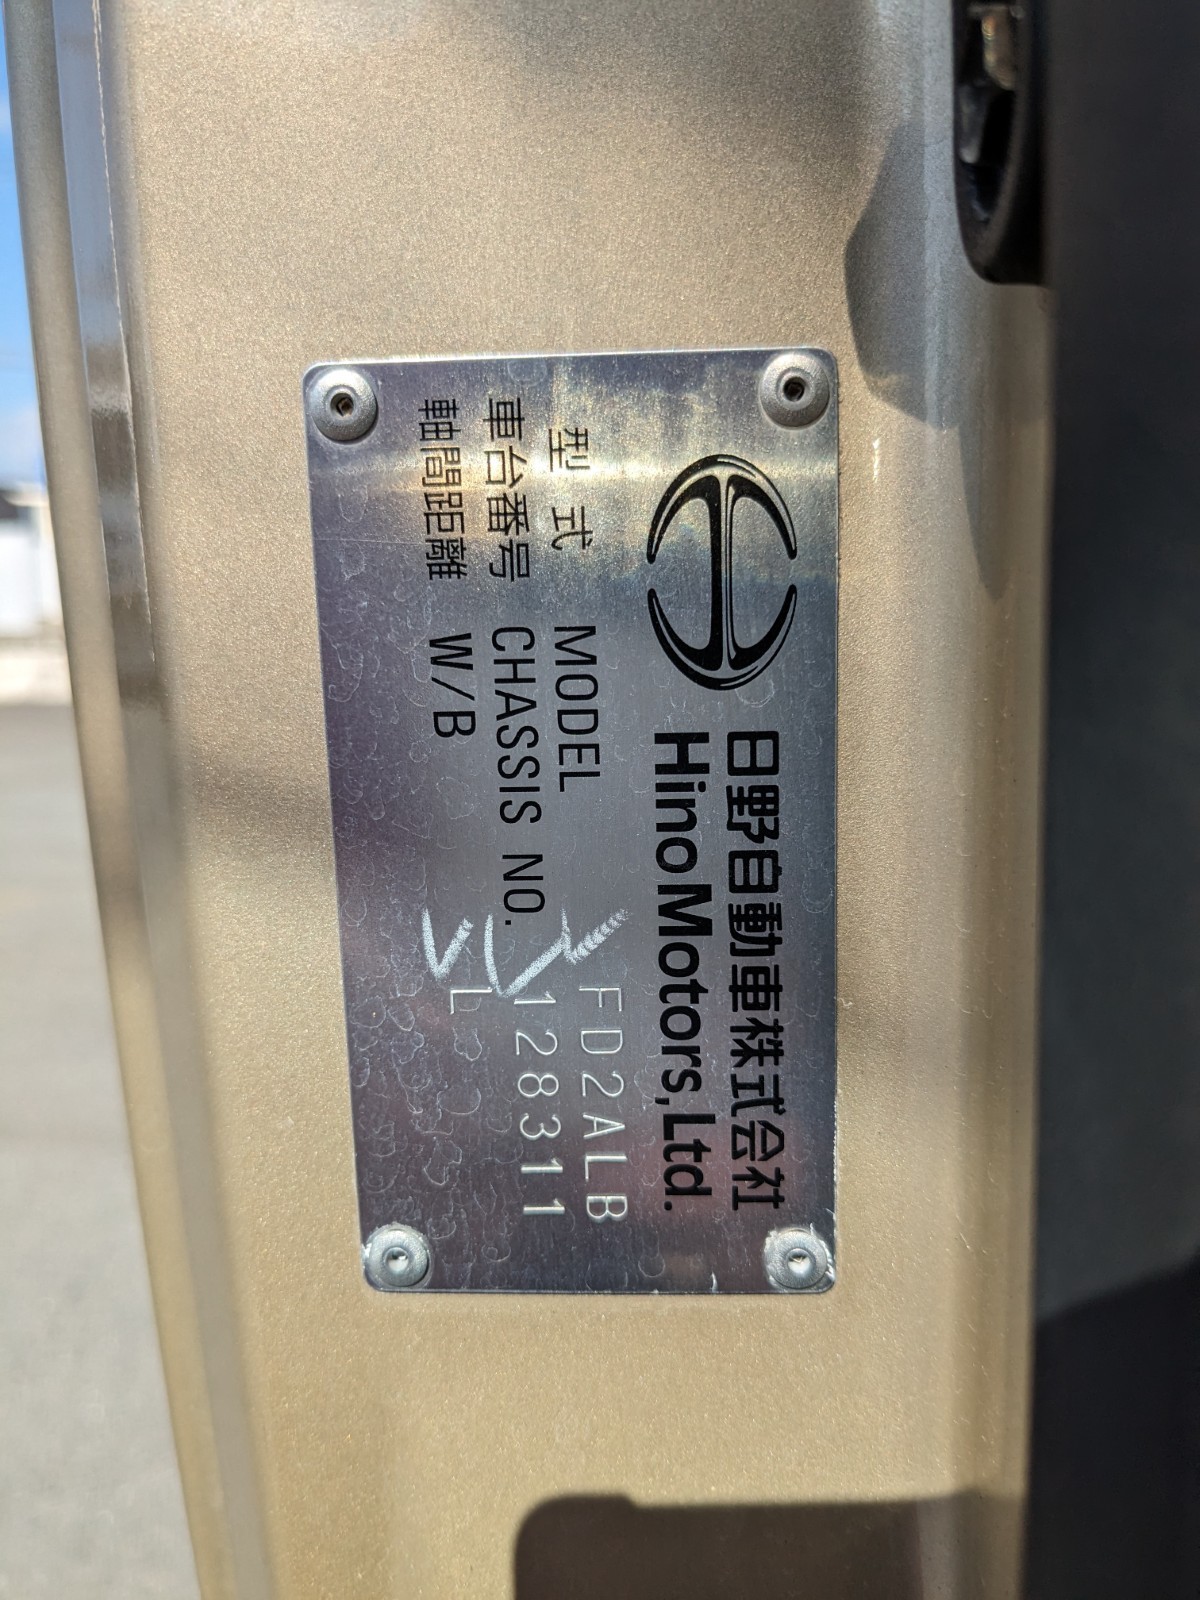 日野自動車株式会社
Hino Motors, Ltd.
型式 MODEL FD2ALB
車台番号 CHASSIS NO. 128311
軸間距離 W/B L